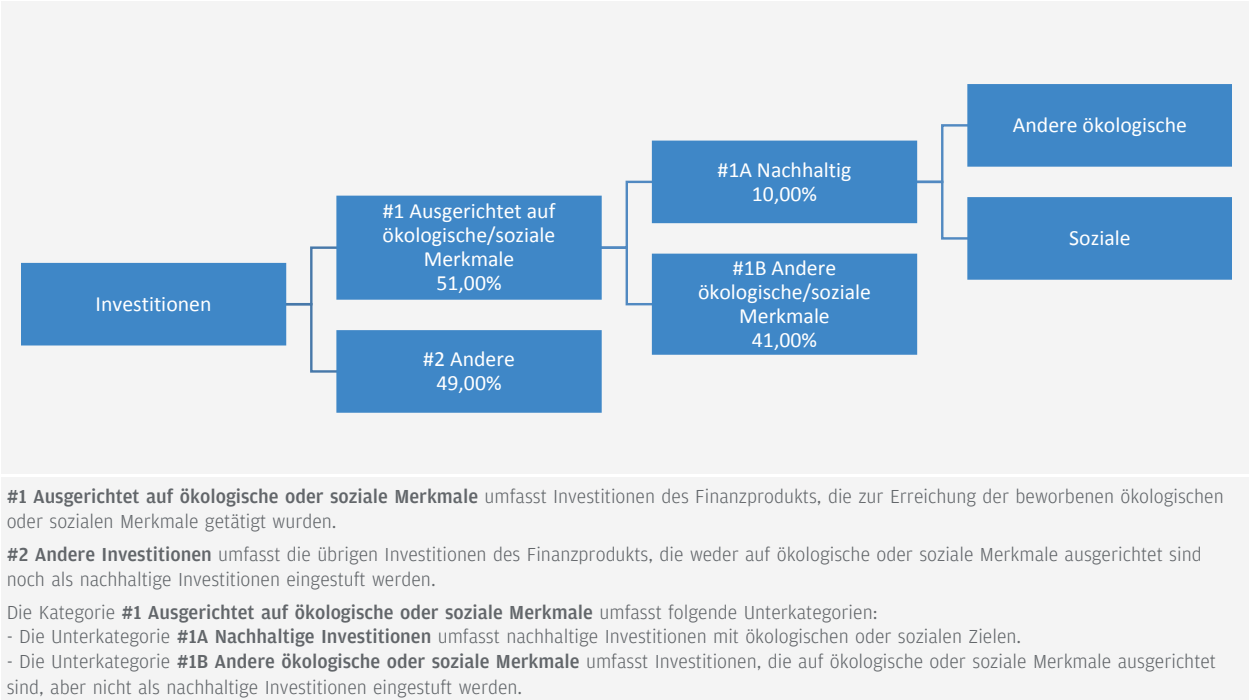 Investitionen
#1 Ausgerichtet auf
ökologische/soziale
Merkmale
51,00%
#2 Andere
49,00%
#1A Nachhaltig
10,00%
#1B Andere
ökologische/soziale
Merkmale
41,00%
Andere ökologische
Soziale
#1 Ausgerichtet auf ökologische oder soziale Merkmale umfasst Investitionen des Finanzprodukts, die zur Erreichung der beworbenen ökologischen
oder sozialen Merkmale getätigt wurden.
#2 Andere Investitionen umfasst die übrigen Investitionen des Finanzprodukts, die weder auf ökologische oder soziale Merkmale ausgerichtet sind
noch als nachhaltige Investitionen eingestuft werden.
Die Kategorie #1 Ausgerichtet auf ökologische oder soziale Merkmale umfasst folgende Unterkategorien:
- Die Unterkategorie #1A Nachhaltige Investitionen umfasst nachhaltige Investitionen mit ökologischen oder sozialen Zielen.
- Die Unterkategorie #1B Andere ökologische oder soziale Merkmale umfasst Investitionen, die auf ökologische oder soziale Merkmale ausgerichtet
sind, aber nicht als nachhaltige Investitionen eingestuft werden.